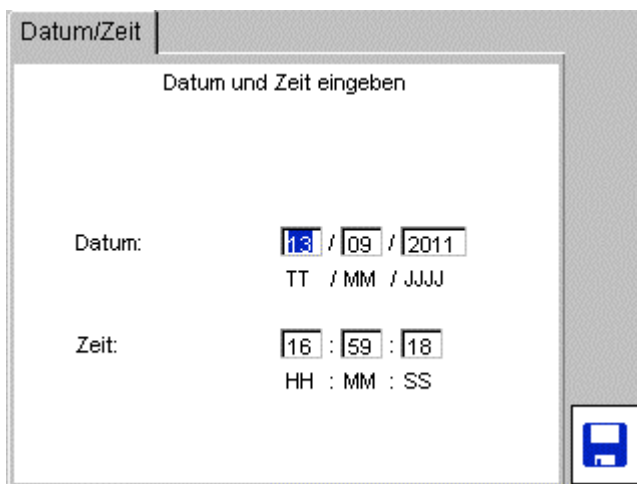 Datum/Zeit
Datum und Zeit eingeben
Datum: 13 / 09 / 2011
TT / MM / JJJJ
Zeit: 16 : 59 : 18
HH : MM : SS